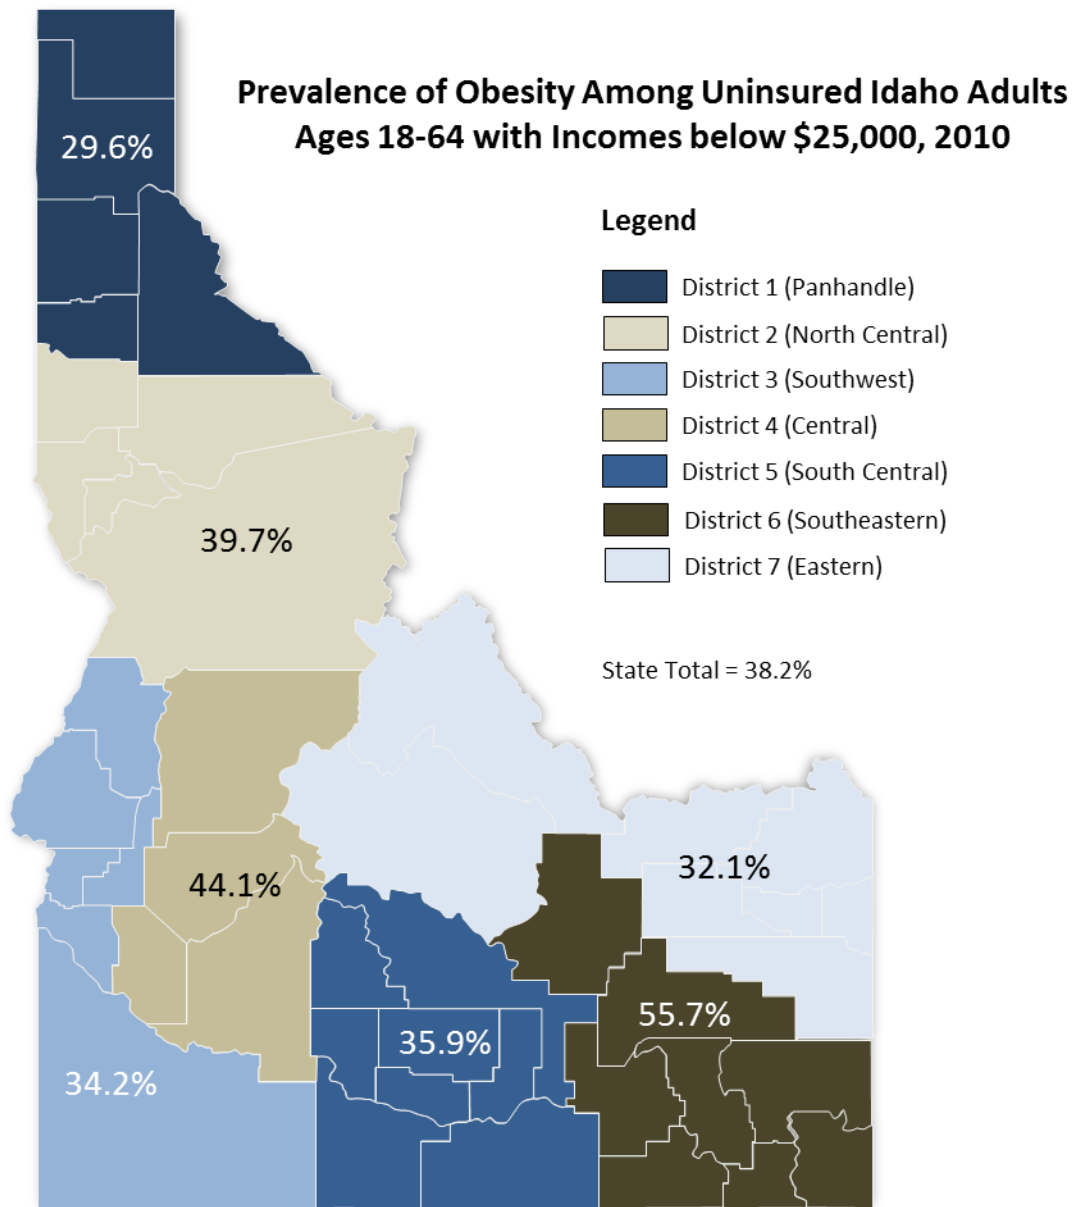 Prevalence of Obesity Among Uninsured Idaho Adults
Ages 18-64 with Incomes below $25,000, 2010
29.6%
Legend
District 1 (Panhandle)
District 2 (North Central)
District 3 (Southwest)
District 4 (Central)
District 5 (South Central)
District 6 (Southeastern)
District 7 (Eastern)
39.7%
State Total = 38.2%
32.1%
44.1%
55.7%
35.9%
34.2%